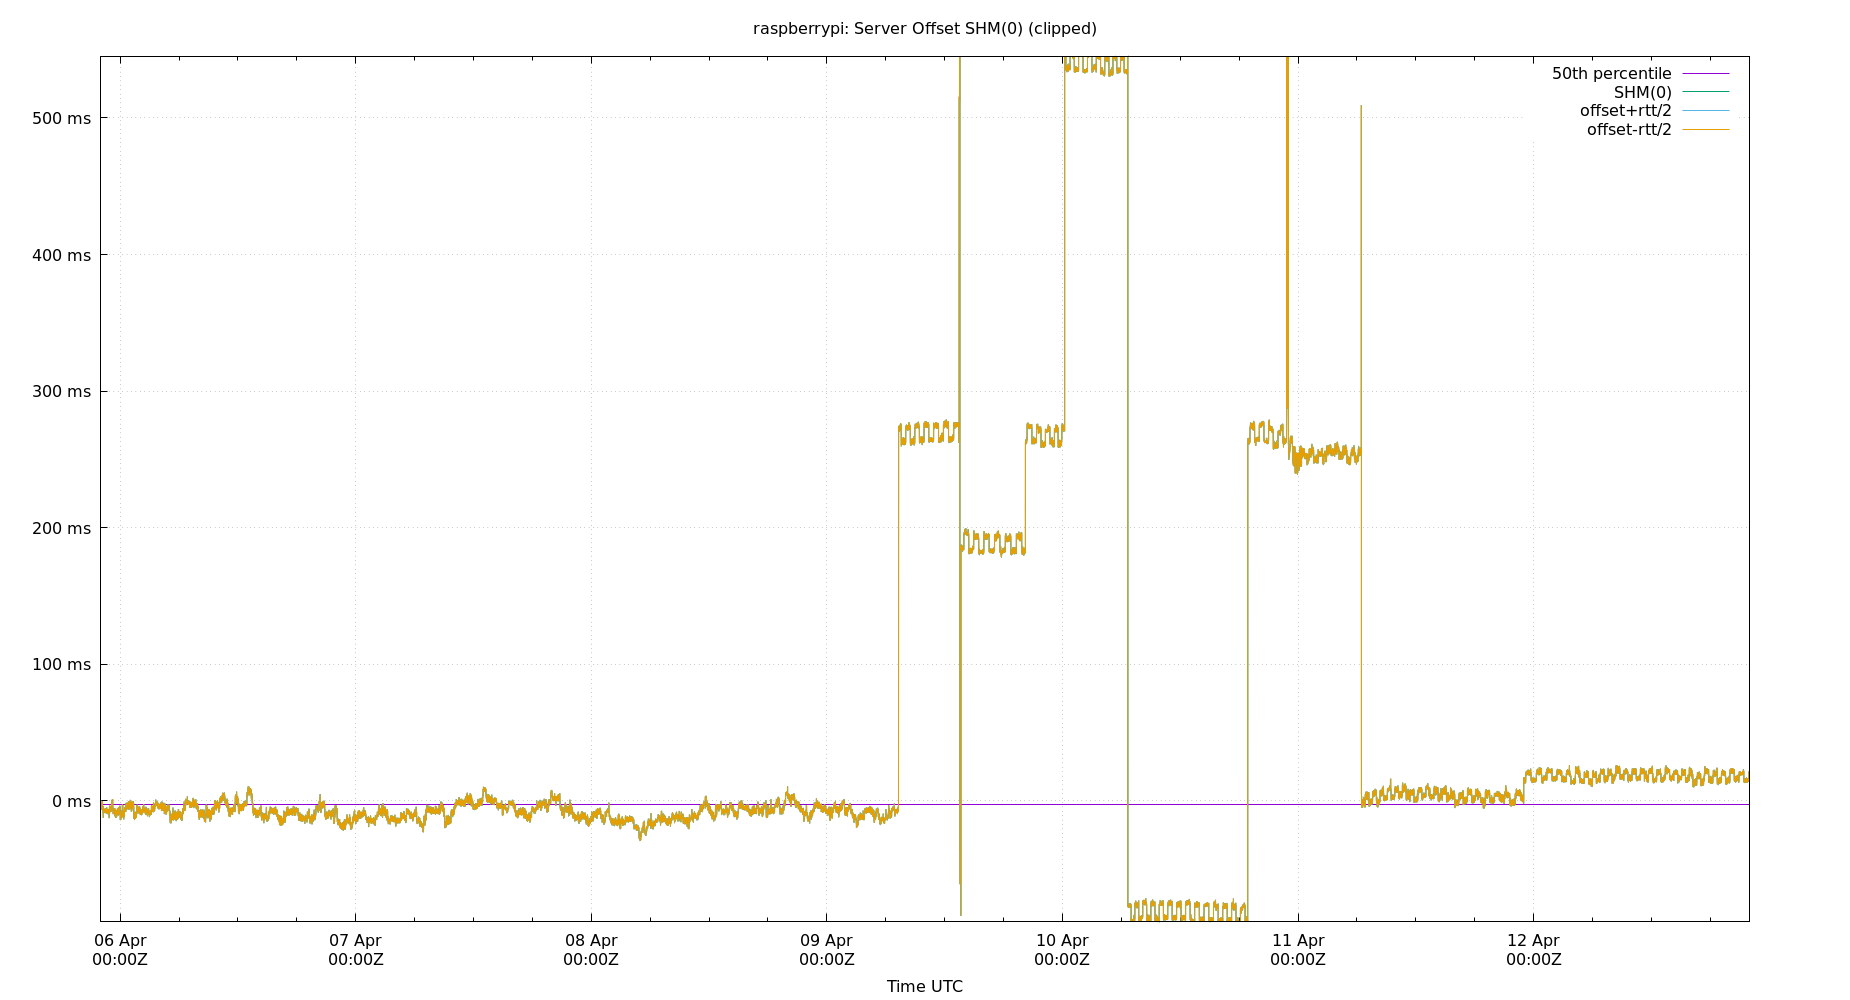 raspberrypi: Server Offset SHM(0) (clipped)
50th percentile
SHM(0)
offset+rtt/2
offset-rtt/2
500 ms
400 ms
300 ms
200 ms
100 ms
0 ms
06 Apr 07 Apr 08 Apr 09 Apr 10 Apr 11 Apr 12 Apr
00:00Z 00:00Z 00:00Z 00:00Z 00:00Z 00:00Z 00:00Z
Time UTC